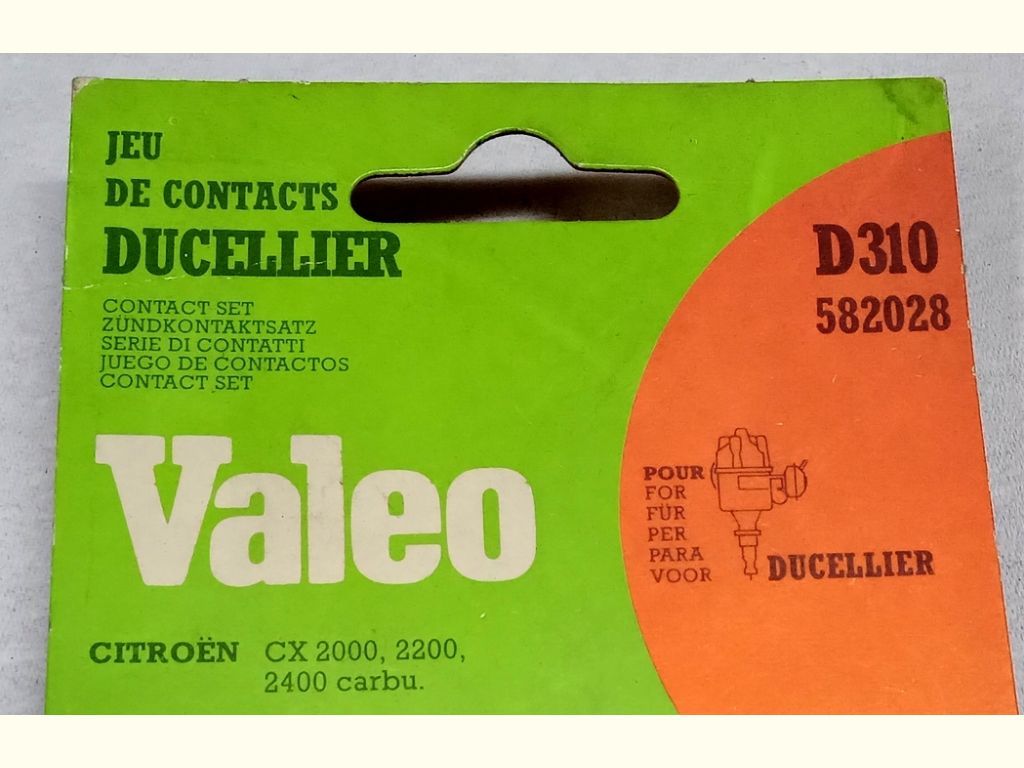 JEU
DE CONTACTS
DUCELLIER
CONTACT SET
ZÜNDKONTAKTSATZ
SERIE DI CONTATTI
JUEGO DE CONTACTOS
CONTACT SET
Valeo
CITROËN CX 2000, 2200,
2400 carbu.
D310
582028
POUR
FOR
FÜR
PER
PARA
VOOR
DUCELLIER